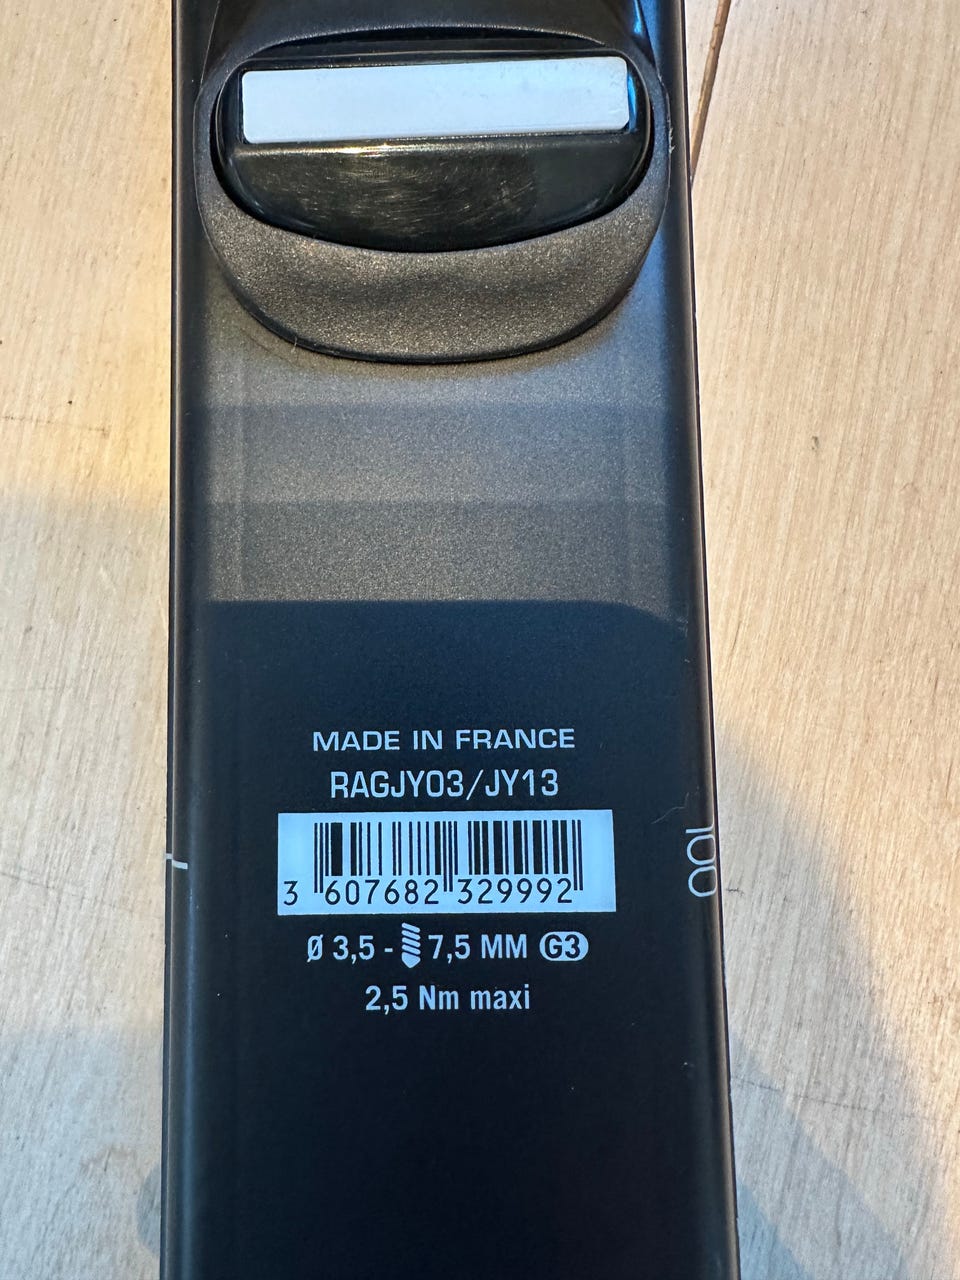 MADE IN FRANCE
RAGJY03/JY13
3 607682 329992
100
Ø 3,5 - 7,5 MM G3
2,5 Nm maxi